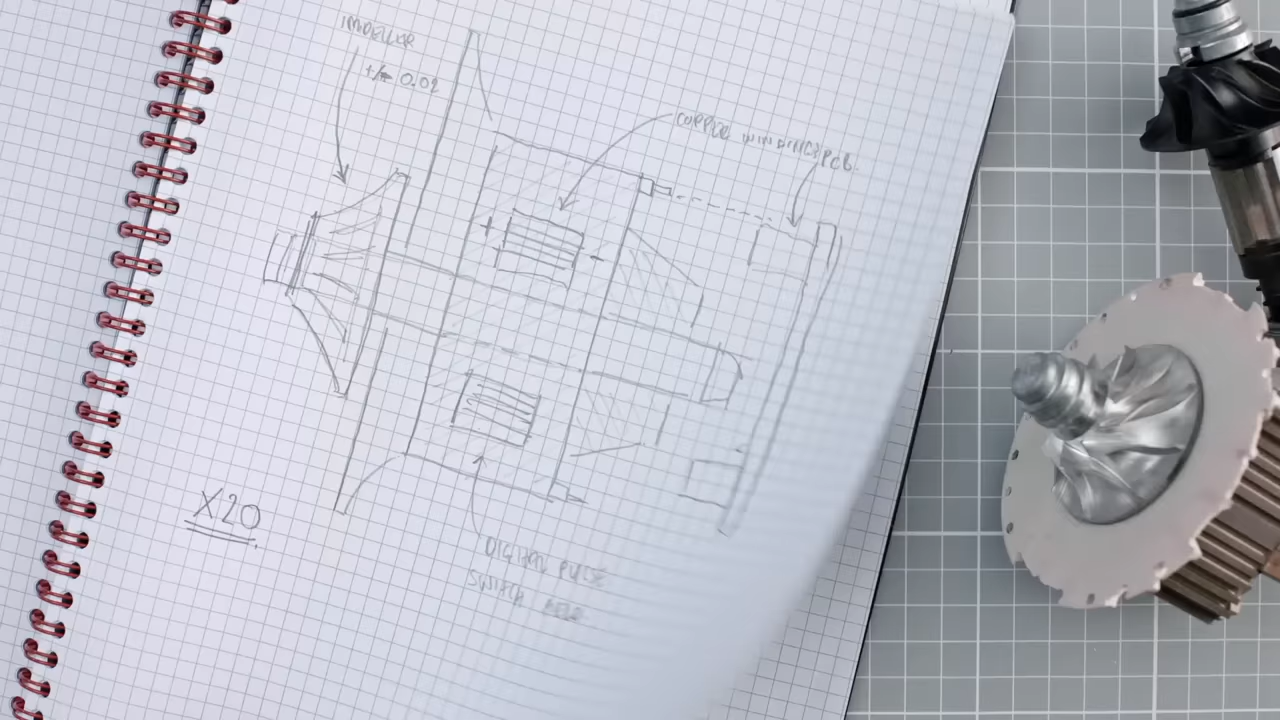 IMPELLER
+/- 0.02
COPPER WINDINGS
PCB
X20
DIGITAL PULSE
SWITCH